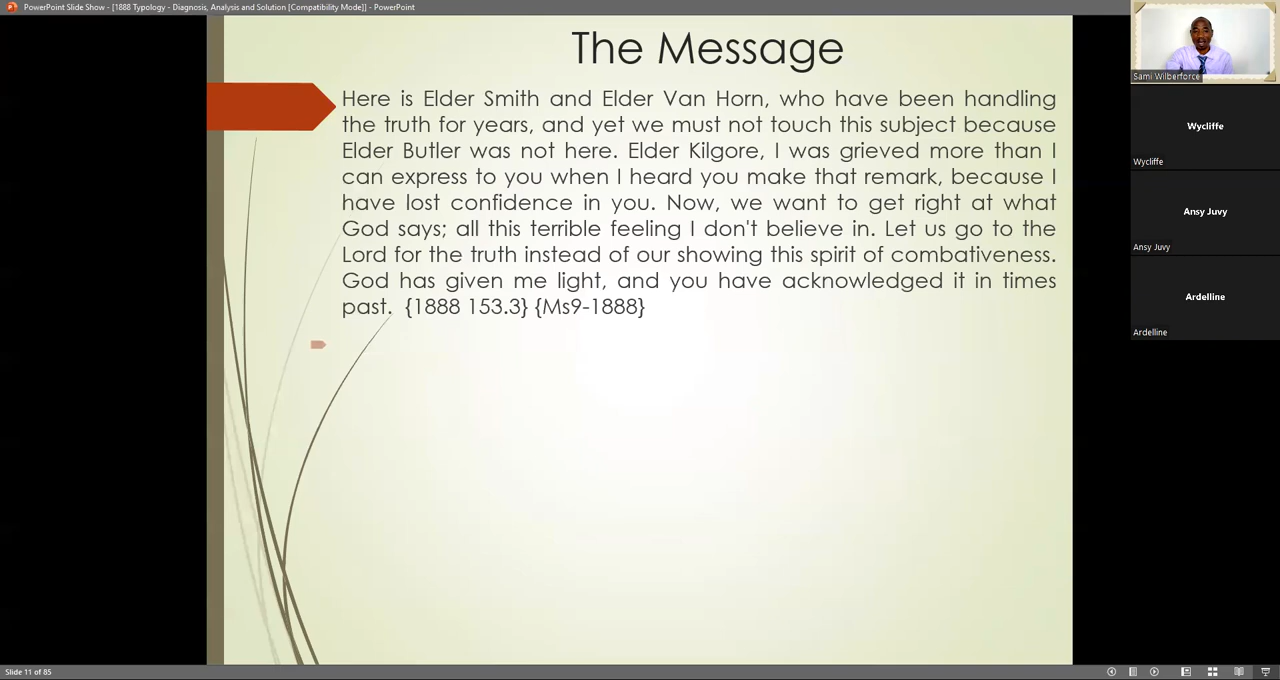 PowerPoint Slide Show - [1888 Typology - Diagnosis, Analysis and Solution [Compatibility Mode]] - PowerPoint
The Message
Here is Elder Smith and Elder Van Horn, who have been handling
the truth for years, and yet we must not touch this subject because
Elder Butler was not here. Elder Kilgore, I was grieved more than I
can express to you when I heard you make that remark, because I
have lost confidence in you. Now, we want to get right at what
God says; all this terrible feeling I don't believe in. Let us go to the
Lord for the truth instead of our showing this spirit of combativeness.
God has given me light, and you have acknowledged it in times
past. {1888 153.3} {Ms9-1888}
Sami Wilberforce
Wycliffe
Wycliffe
Ansy Juvy
Ansy Juvy
Ardelline
Ardelline
Slide 11 of 85